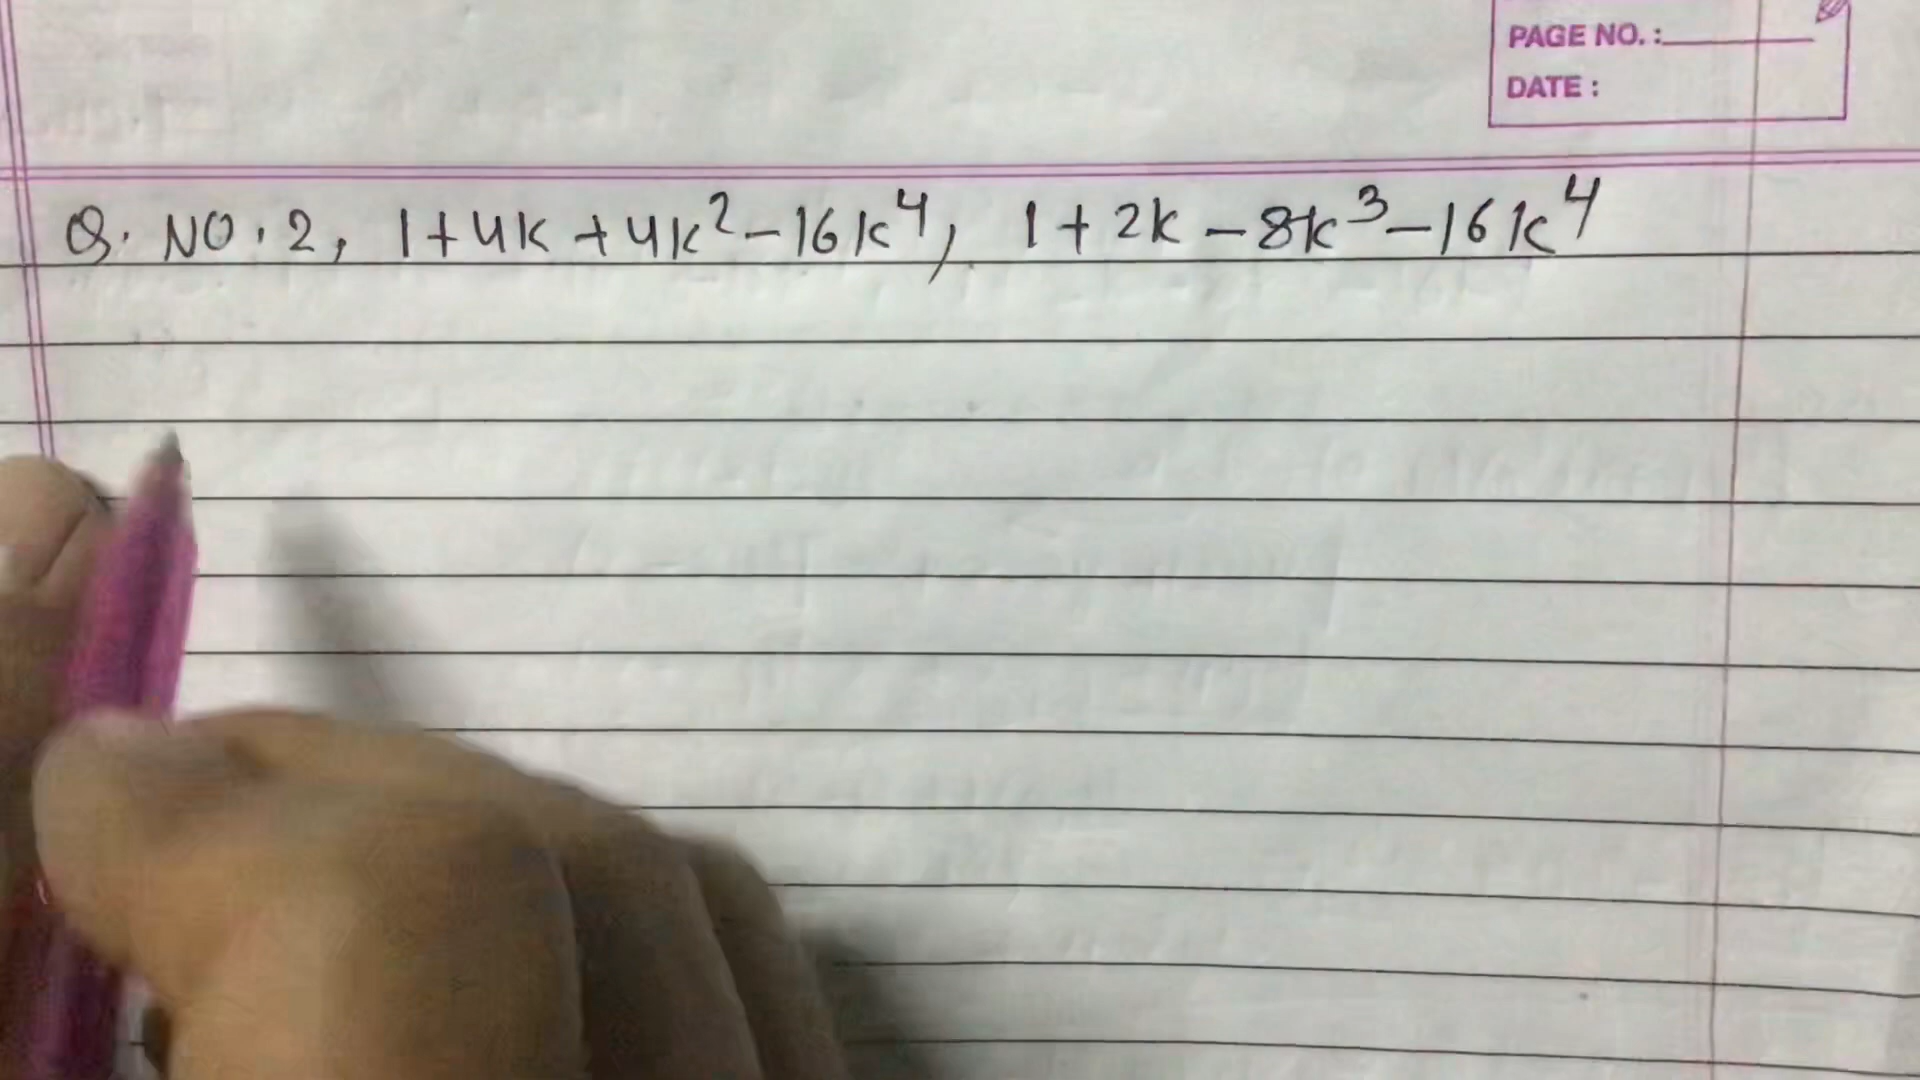 PAGE NO. :
DATE :
Q. NO. 2, 1+4k+4k²-16k⁴, 1+2k-8k³-16k⁴